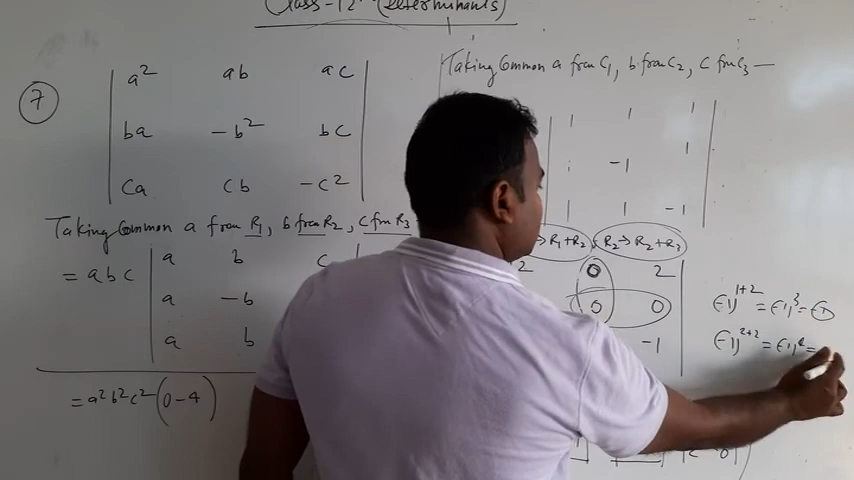 Class-12th (Determinants)
7
a² ab ac
ba -b² bc
Ca cb -c²
Taking Common a from R₁, b from R₂, C fm R₃
= abc a b c
a -b
a b
= a²b²c² (0-4)
Taking Common a from C₁, b from C₂, C fm C₃ —
1 1 1
1 -1 1
1 1 -1
→ R₁+R₂, R₂ → R₂+R₃
2 0 2
0 0
-1
(-1)¹⁺² = (-1)³ = (-1)
(-1)²⁺² = (-1)⁴ =